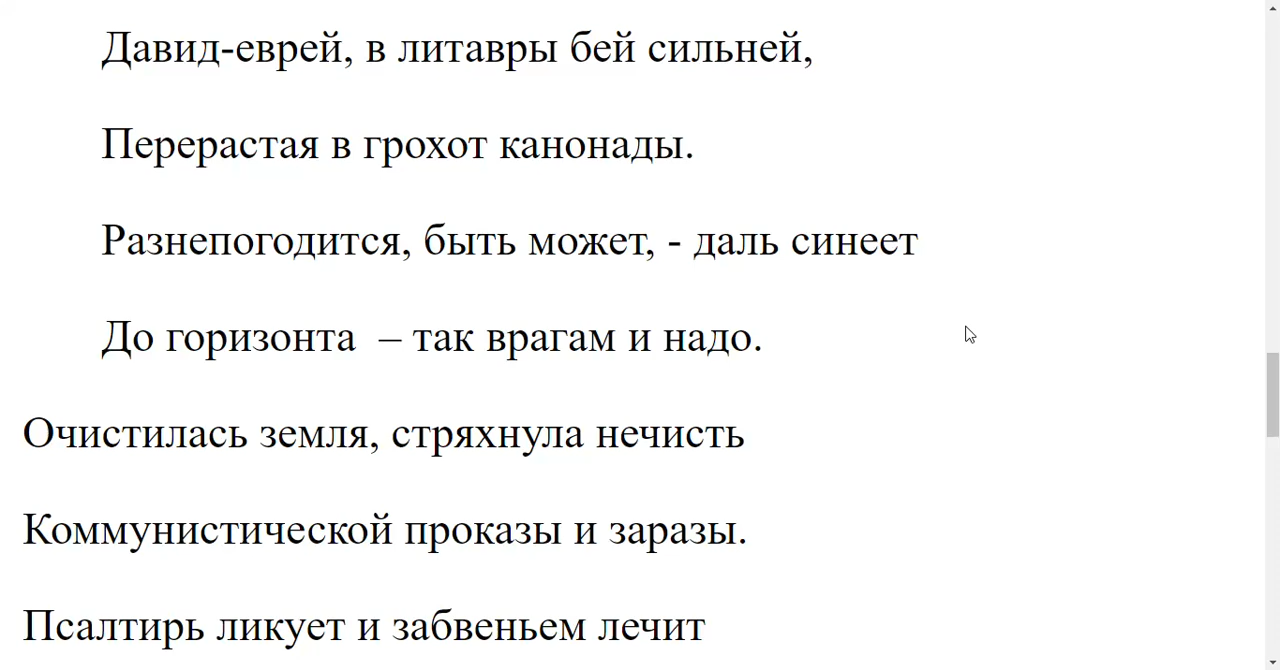 Давид-еврей, в литавры бей сильней,
Перерастая в грохот канонады.
Разнепогодится, быть может, - даль синеет
До горизонта  – так врагам и надо.
Очистилась земля, стряхнула нечисть
Коммунистической проказы и заразы.
Псалтирь ликует и забвеньем лечит